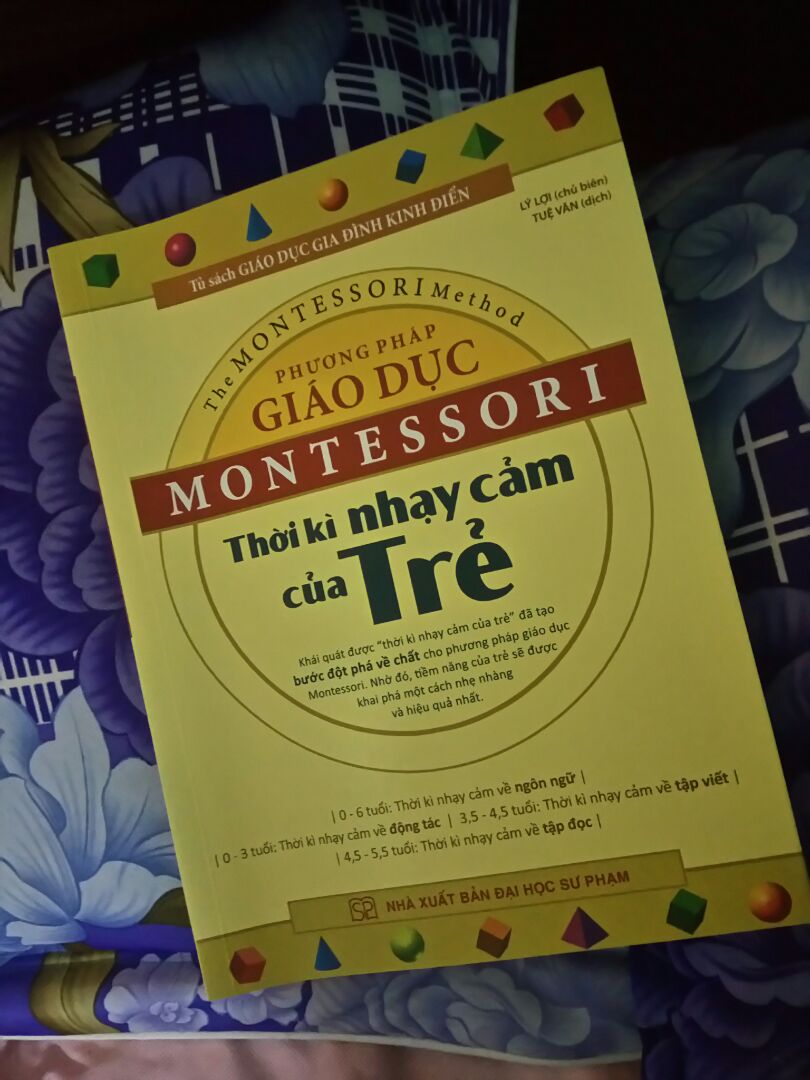 Tủ sách GIÁO DỤC GIA ĐÌNH KINH ĐIỂN
LÝ LỢI (chủ biên)
TUỆ VĂN (dịch)
The MONTESSORI Method
PHƯƠNG PHÁP
GIÁO DỤC
MONTESSORI
Thời kì nhạy cảm
của Trẻ
Khái quát được "thời kì nhạy cảm của trẻ" đã tạo
bước đột phá về chất cho phương pháp giáo dục
Montessori. Nhờ đó, tiềm năng của trẻ sẽ được
khai phá một cách nhẹ nhàng
và hiệu quả nhất.
| 0 - 6 tuổi: Thời kì nhạy cảm về ngôn ngữ |
| 0 - 3 tuổi: Thời kì nhạy cảm về động tác | 3,5 - 4,5 tuổi: Thời kì nhạy cảm về tập viết |
| 4,5 - 5,5 tuổi: Thời kì nhạy cảm về tập đọc |
NHÀ XUẤT BẢN ĐẠI HỌC SƯ PHẠM